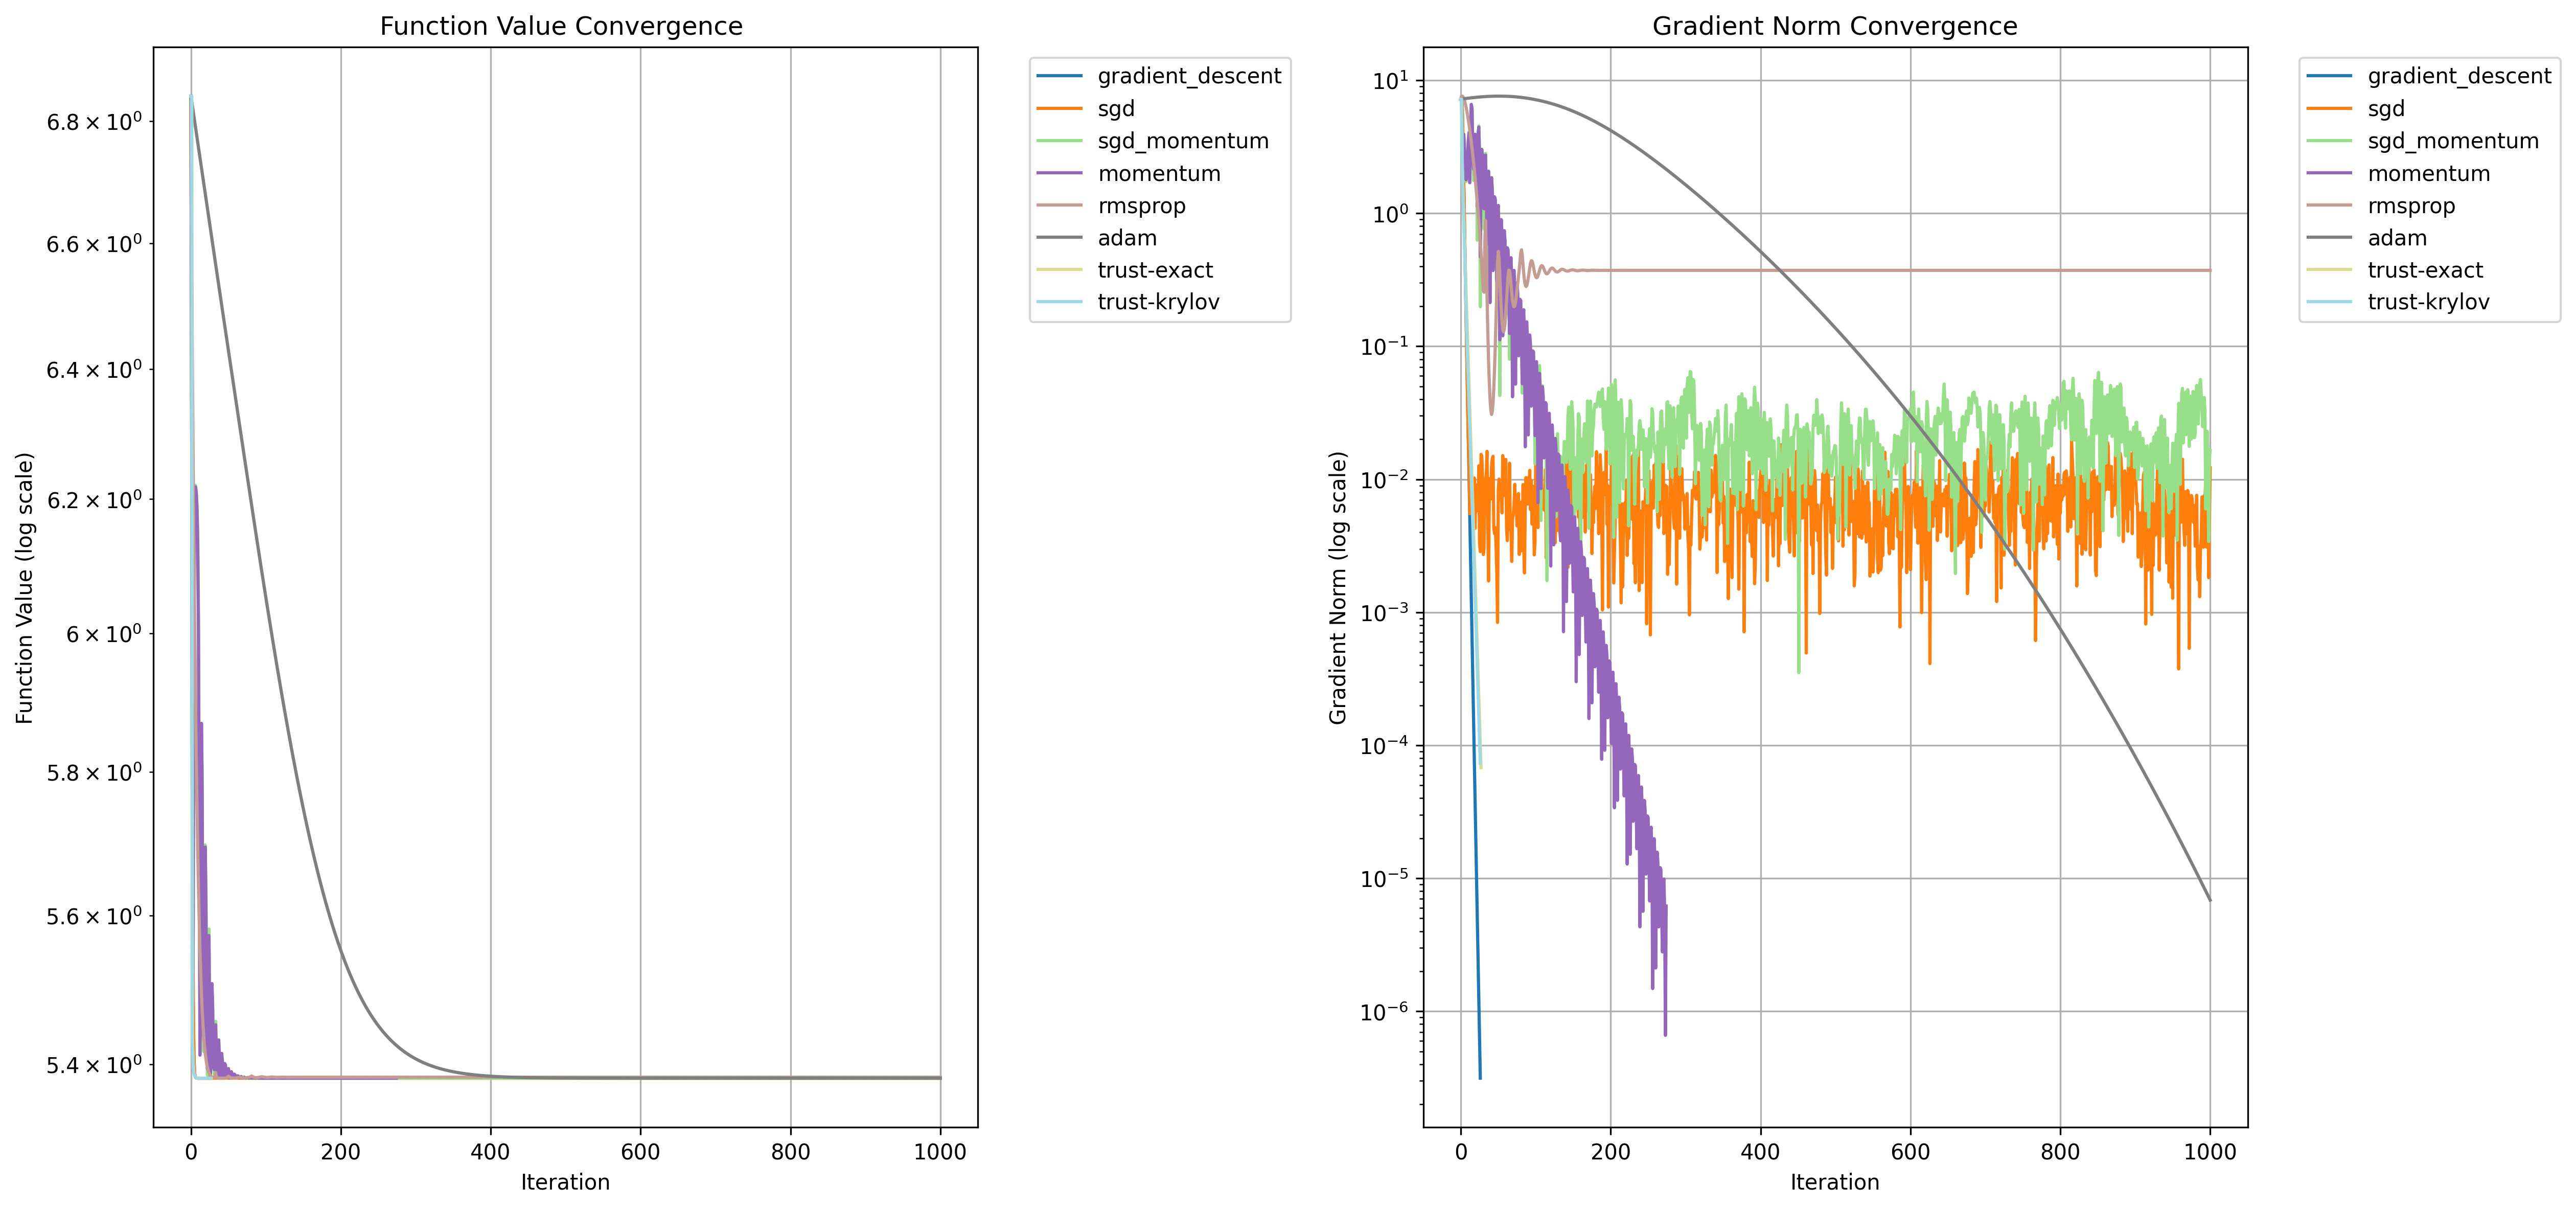 Function Value Convergence
Function Value (log scale)
6.8 × 10⁰
6.6 × 10⁰
6.4 × 10⁰
6.2 × 10⁰
6 × 10⁰
5.8 × 10⁰
5.6 × 10⁰
5.4 × 10⁰
0 200 400 600 800 1000
Iteration
gradient_descent
sgd
sgd_momentum
momentum
rmsprop
adam
trust-exact
trust-krylov
Gradient Norm Convergence
Gradient Norm (log scale)
10¹
10⁰
10⁻¹
10⁻²
10⁻³
10⁻⁴
10⁻⁵
10⁻⁶
0 200 400 600 800 1000
Iteration
gradient_descent
sgd
sgd_momentum
momentum
rmsprop
adam
trust-exact
trust-krylov